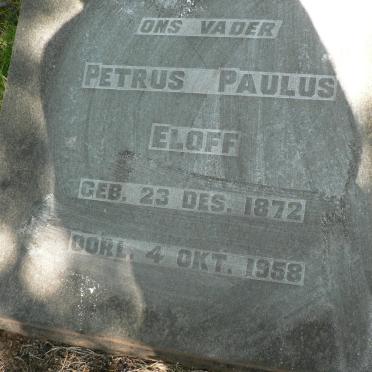 ONS VADER
PETRUS PAULUS
ELOFF
GEB. 23 DES. 1872
OORL. 4 OKT. 1958